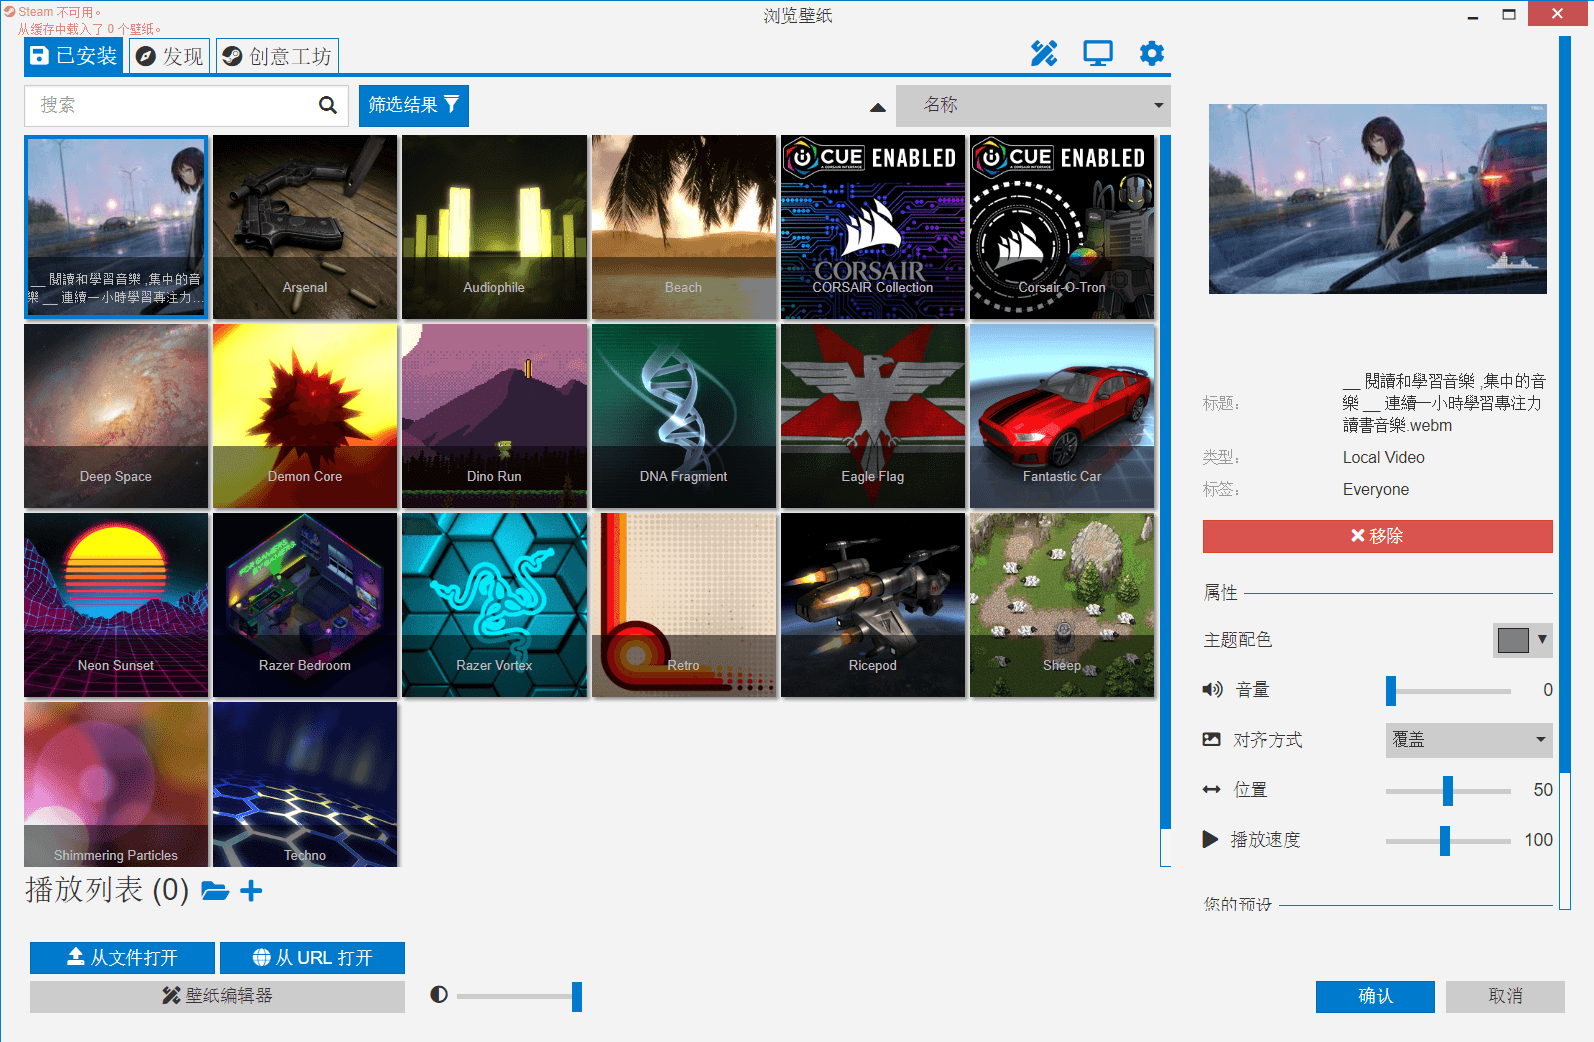 Steam 不可用。
从缓存中载入了 0 个壁纸。
浏览壁纸
已安装
发现
创意工坊
搜索
筛选结果
名称
__ 閱讀和學習音樂 ,集中的音
樂 __ 連續一小時學習專注力...
Arsenal
Audiophile
Beach
CUE ENABLED
A CORSAIR INTERFACE
CORSAIR
CORSAIR Collection
CUE ENABLED
A CORSAIR INTERFACE
Corsair-O-Tron
Deep Space
Demon Core
Dino Run
DNA Fragment
Eagle Flag
Fantastic Car
Neon Sunset
FOR GAMERS
BY GAMERS
Razer Bedroom
Razer Vortex
Retro
Ricepod
Sheep
Shimmering Particles
Techno
播放列表 (0)
从文件打开
从 URL 打开
壁纸编辑器
标题:
__ 閱讀和學習音樂 ,集中的音
樂 __ 連續一小時學習專注力
讀書音樂.webm
类型:
Local Video
标签:
Everyone
移除
属性
主题配色
音量
0
对齐方式
覆盖
位置
50
播放速度
100
您的预设
确认
取消